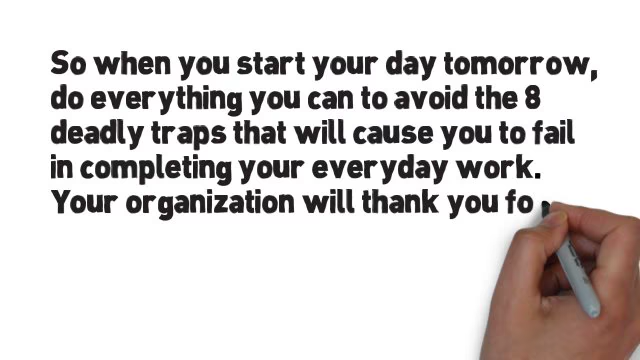 So when you start your day tomorrow,
do everything you can to avoid the 8
deadly traps that will cause you to fail
in completing your everyday work.
Your organization will thank you fo